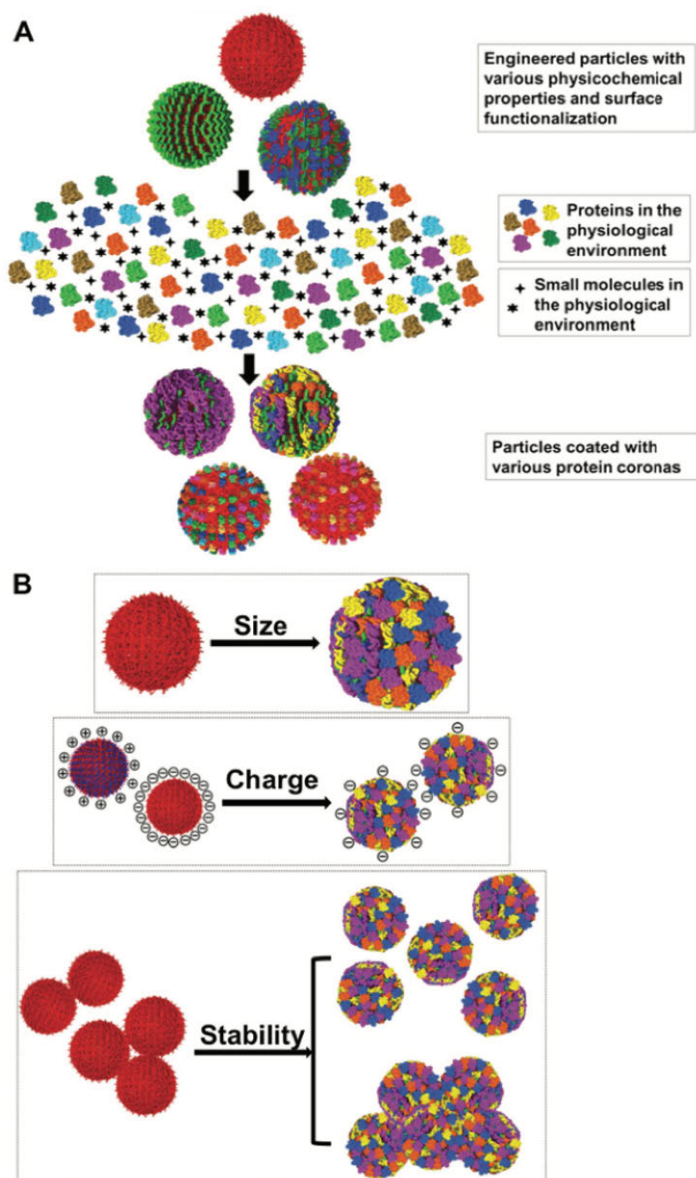 A
Engineered particles with
various physicochemical
properties and surface
functionalization
Proteins in the
physiological
environment
Small molecules in
the physiological
environment
Particles coated with
various protein coronas
B
Size
Charge
Stability